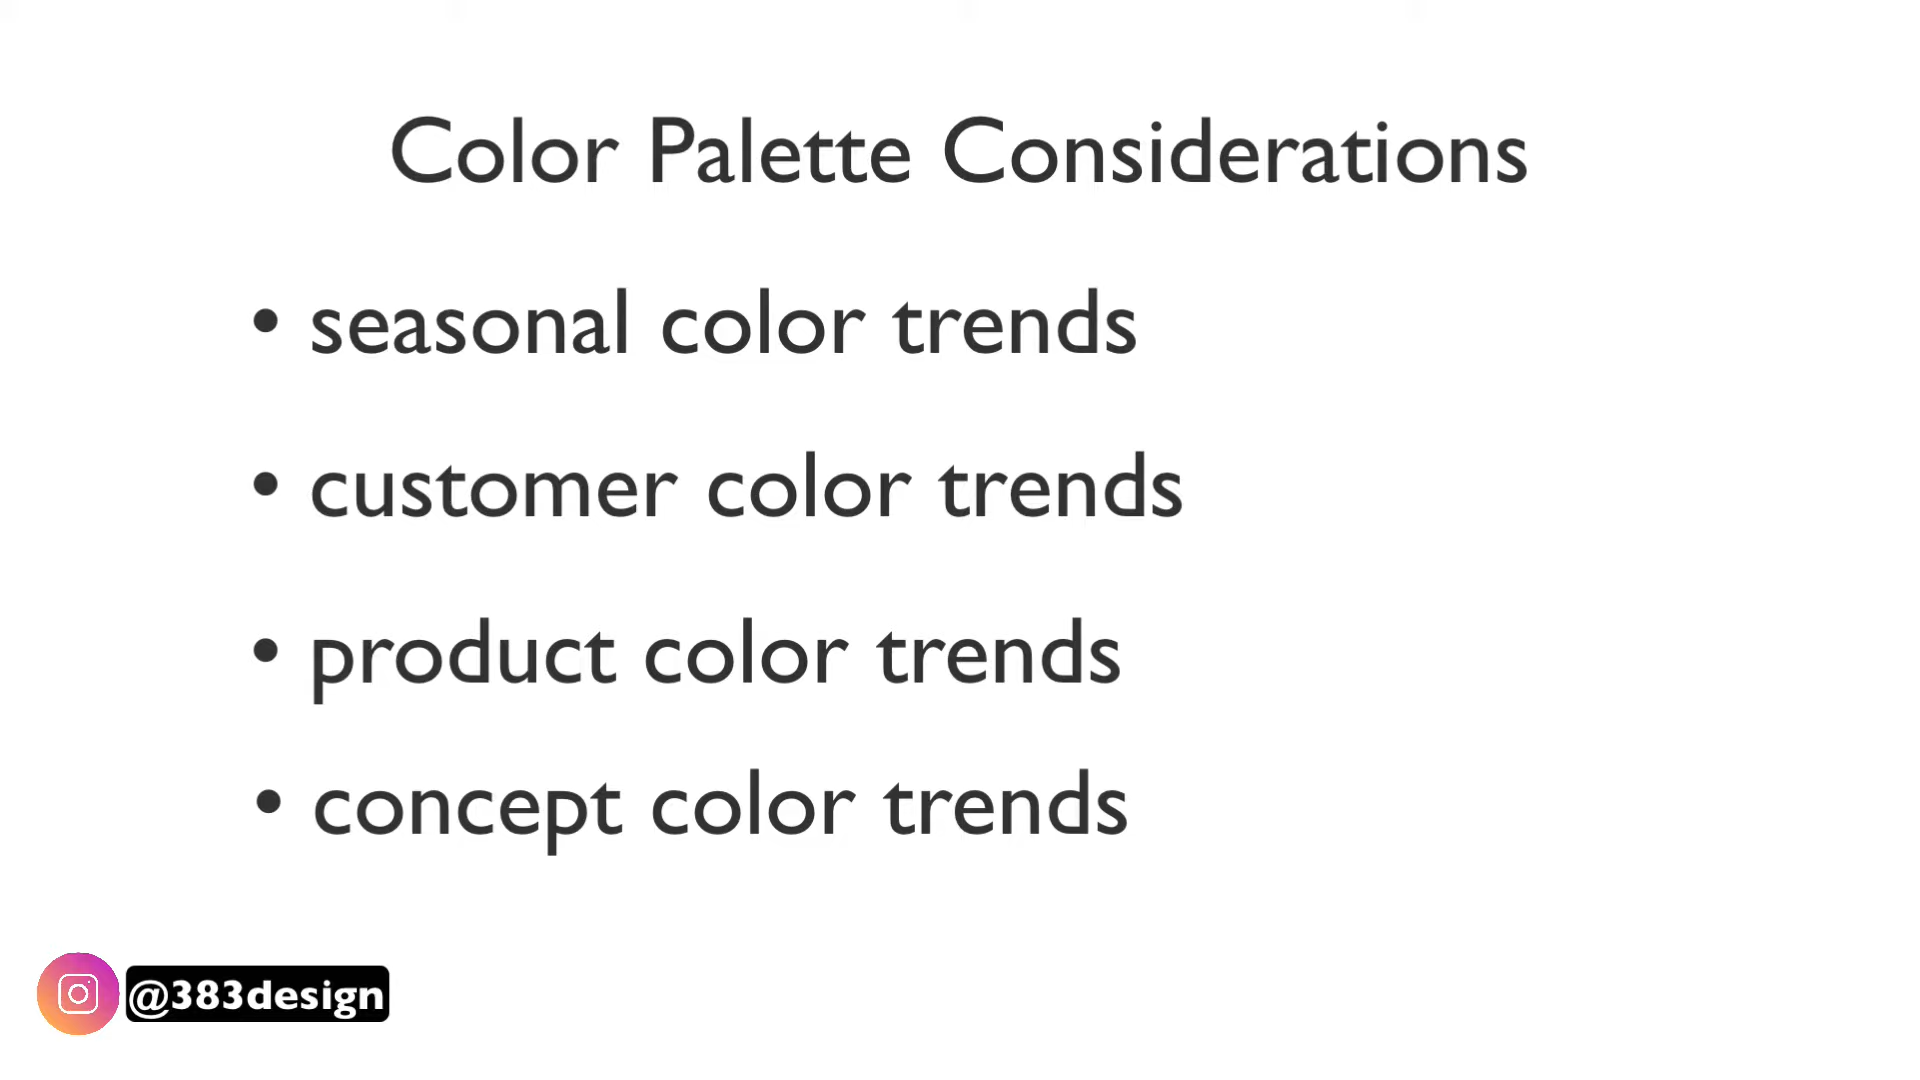 Color Palette Considerations
• seasonal color trends
• customer color trends
• product color trends
• concept color trends
@383design